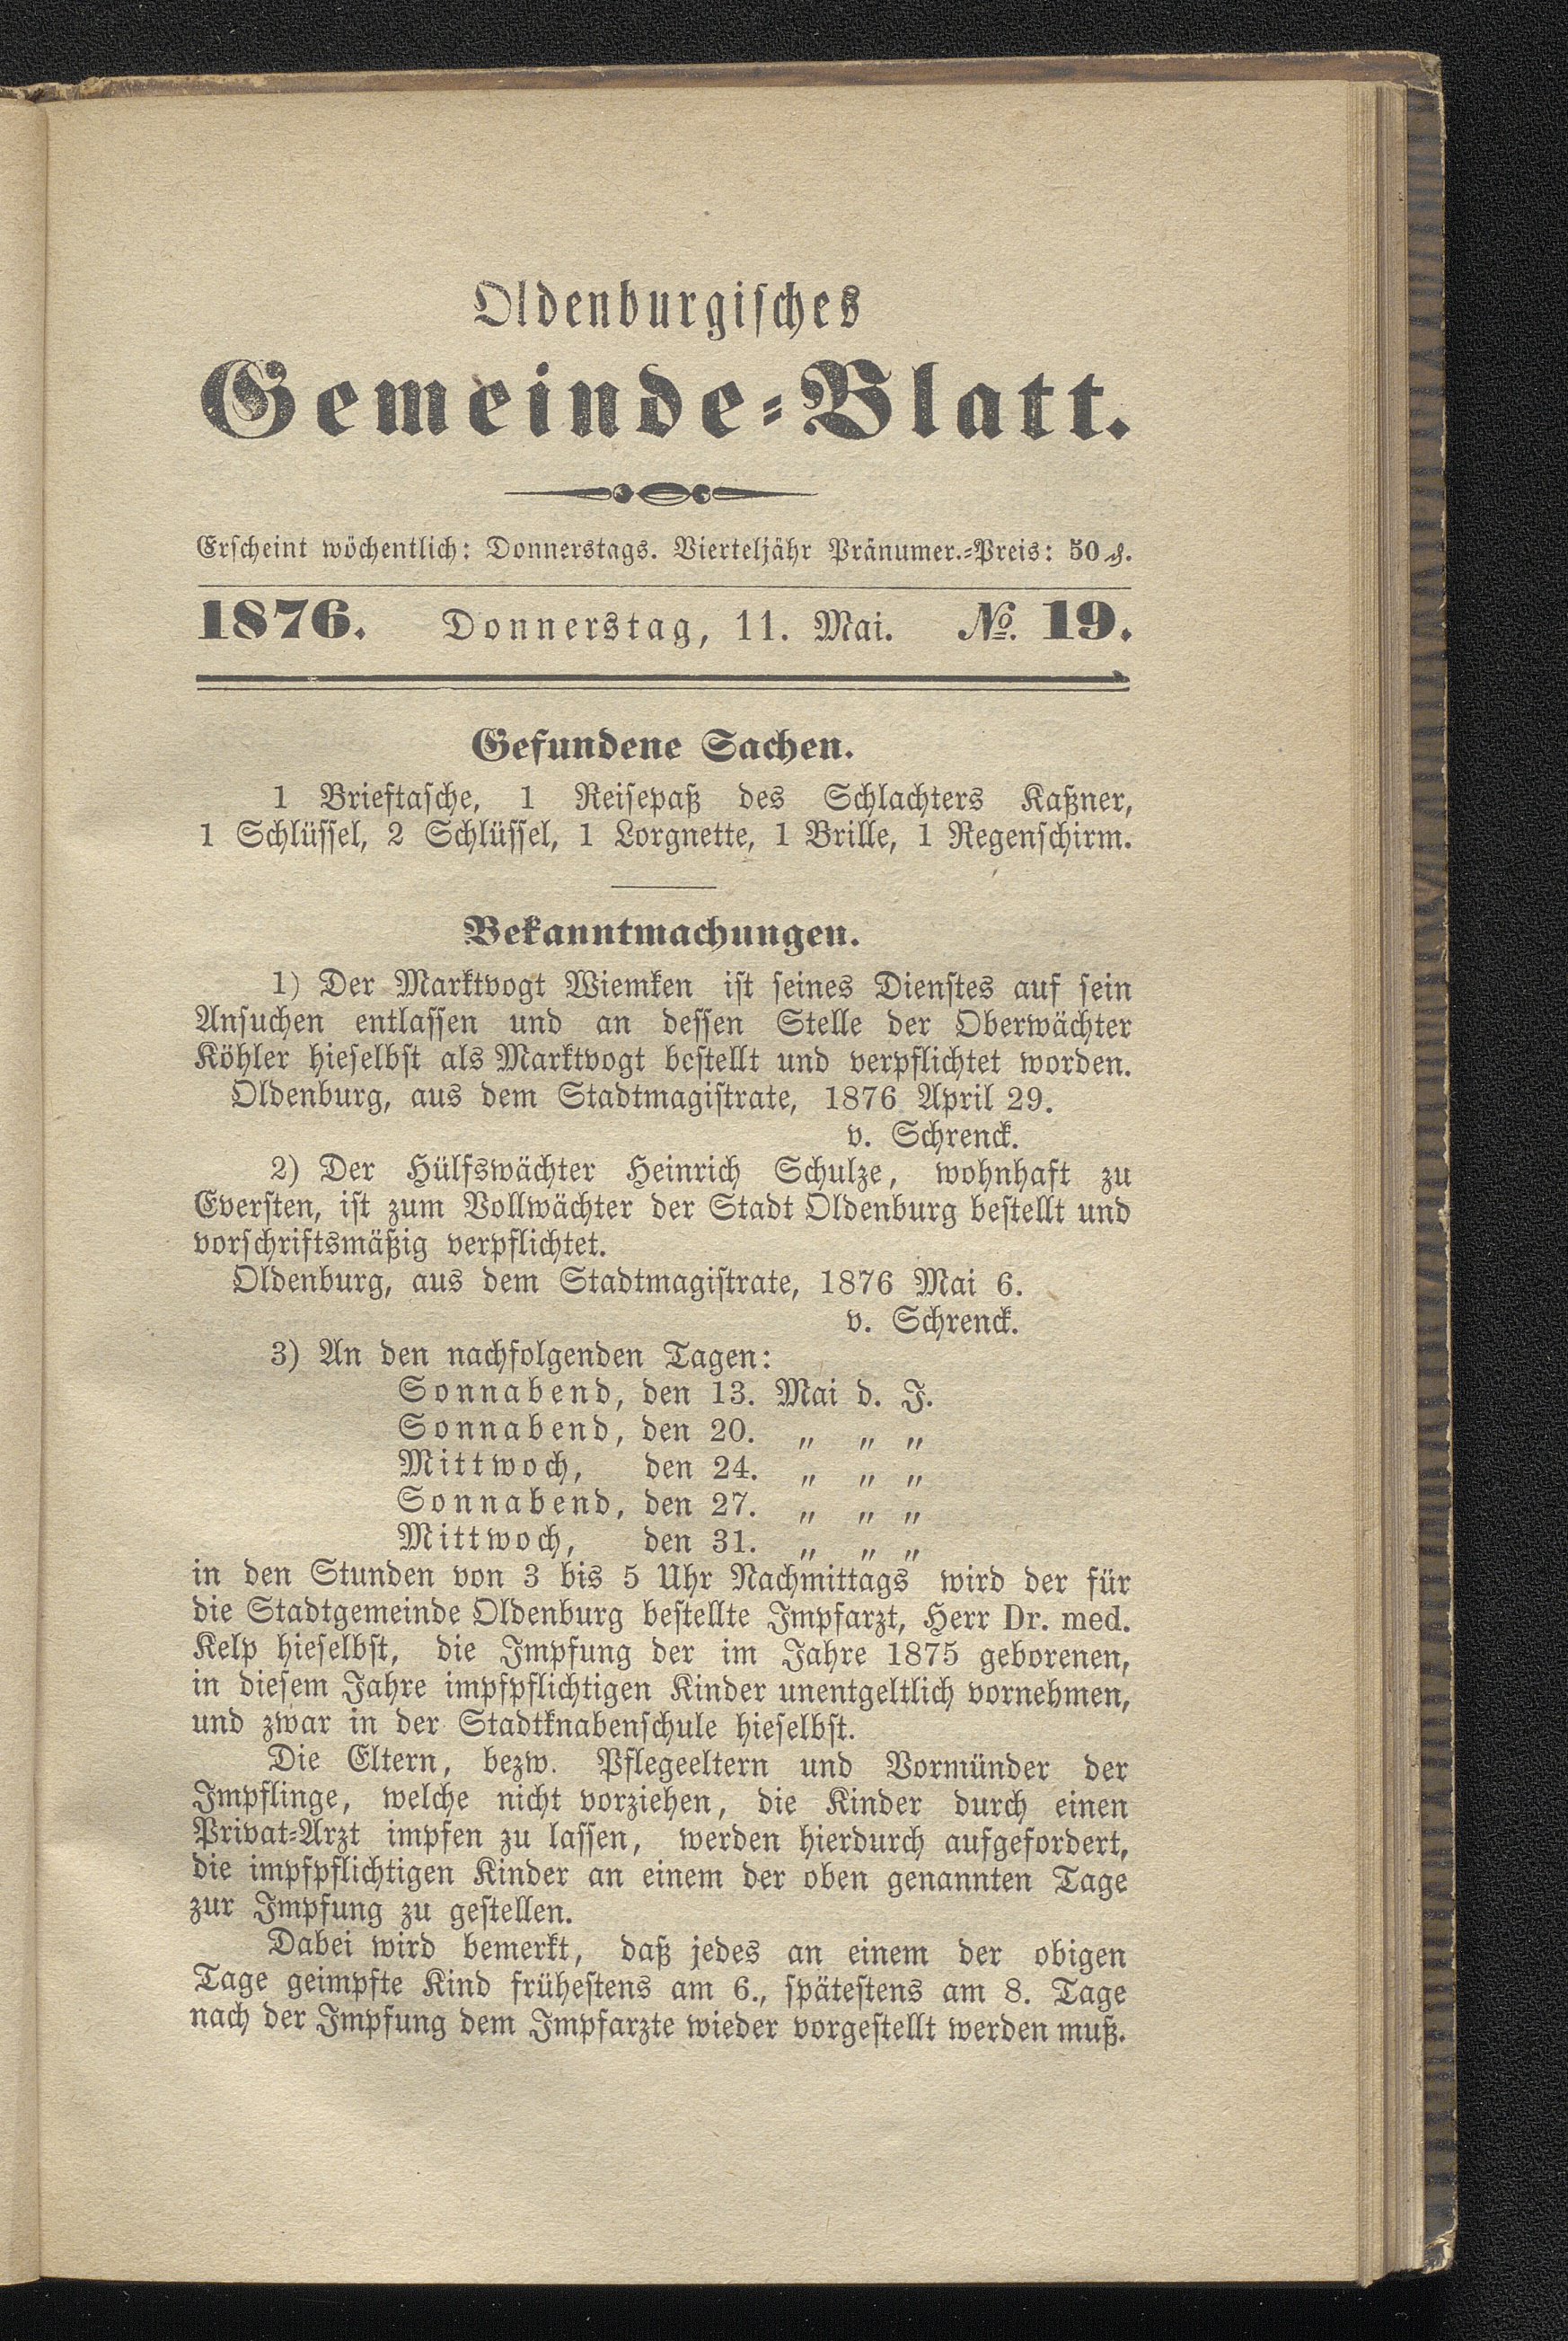 Oldenburgisches
Gemeinde-Blatt.
Erscheint wöchentlich: Donnerstags. Vierteljähr Pränumer.-Preis: 50 ₰.
1876. Donnerstag, 11. Mai. №. 19.
Gefundene Sachen.
1 Brieftasche, 1 Reisepaß des Schlachters Kaßner,
1 Schlüssel, 2 Schlüssel, 1 Lorgnette, 1 Brille, 1 Regenschirm.
Bekanntmachungen.
1) Der Marktvogt Wiemken ist seines Dienstes auf sein
Ansuchen entlassen und an dessen Stelle der Oberwächter
Köhler hieselbst als Marktvogt bestellt und verpflichtet worden.
Oldenburg, aus dem Stadtmagistrate, 1876 April 29.
v. Schrenck.
2) Der Hülfswächter Heinrich Schulze, wohnhaft zu
Eversten, ist zum Vollwächter der Stadt Oldenburg bestellt und
vorschriftsmäßig verpflichtet.
Oldenburg, aus dem Stadtmagistrate, 1876 Mai 6.
v. Schrenck.
3) An den nachfolgenden Tagen:
Sonnabend, den 13. Mai d. J.
Sonnabend, den 20. „ „ „
Mittwoch, den 24. „ „ „
Sonnabend, den 27. „ „ „
Mittwoch, den 31. „ „ „
in den Stunden von 3 bis 5 Uhr Nachmittags wird der für
die Stadtgemeinde Oldenburg bestellte Impfarzt, Herr Dr. med.
Kelp hieselbst, die Impfung der im Jahre 1875 geborenen,
in diesem Jahre impfpflichtigen Kinder unentgeltlich vornehmen,
und zwar in der Stadtknabenschule hieselbst.
Die Eltern, bezw. Pflegeeltern und Vormünder der
Impflinge, welche nicht vorziehen, die Kinder durch einen
Privat-Arzt impfen zu lassen, werden hierdurch aufgefordert,
die impfpflichtigen Kinder an einem der oben genannten Tage
zur Impfung zu gestellen.
Dabei wird bemerkt, daß jedes an einem der obigen
Tage geimpfte Kind frühestens am 6., spätestens am 8. Tage
nach der Impfung dem Impfarzte wieder vorgestellt werden muß.